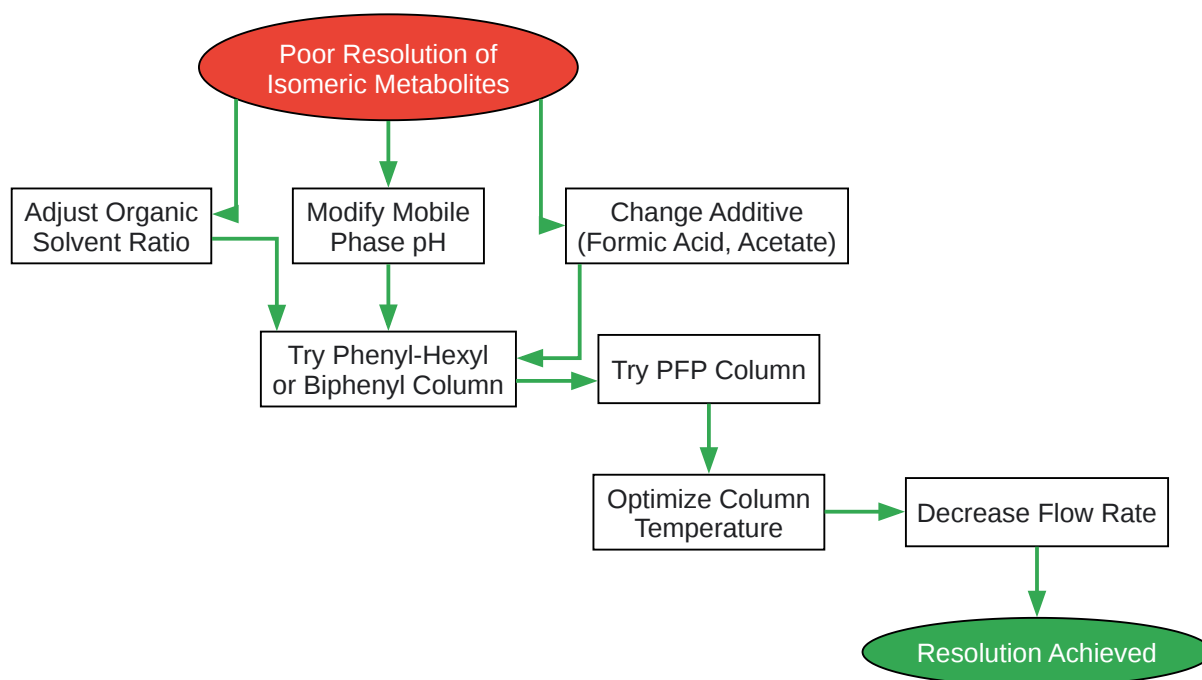 Poor Resolution of
Isomeric Metabolites
Adjust Organic
Solvent Ratio
Modify Mobile
Phase pH
Change Additive
(Formic Acid, Acetate)
Try Phenyl-Hexyl
or Biphenyl Column
Try PFP Column
Optimize Column
Temperature
Decrease Flow Rate
Resolution Achieved